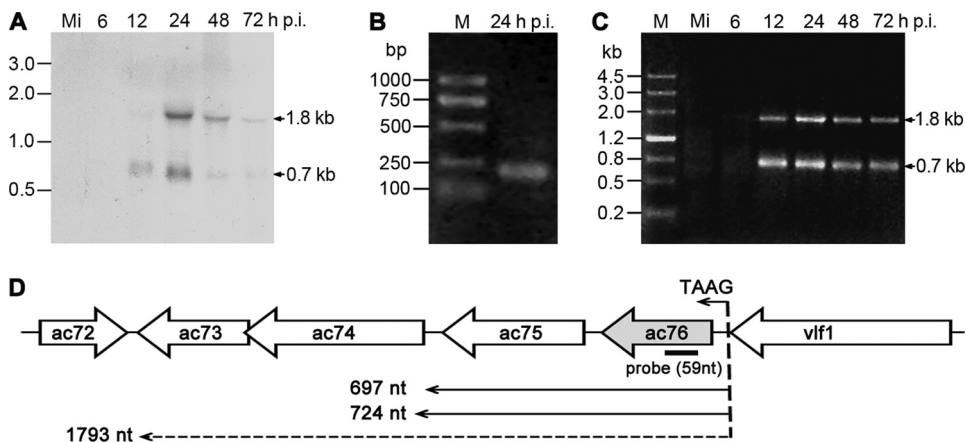 A
Mi 6 12 24 48 72 h p.i.
3.0
2.0
1.0
0.5
1.8 kb
0.7 kb
B
M 24 h p.i.
bp
1000
750
500
250
100
C
M Mi 6 12 24 48 72 h p.i.
kb
4.5
3.0
2.0
1.2
0.8
0.5
0.2
1.8 kb
0.7 kb
D
TAAG
ac72 ac73 ac74 ac75 ac76 vlf1
probe (59nt)
697 nt
724 nt
1793 nt